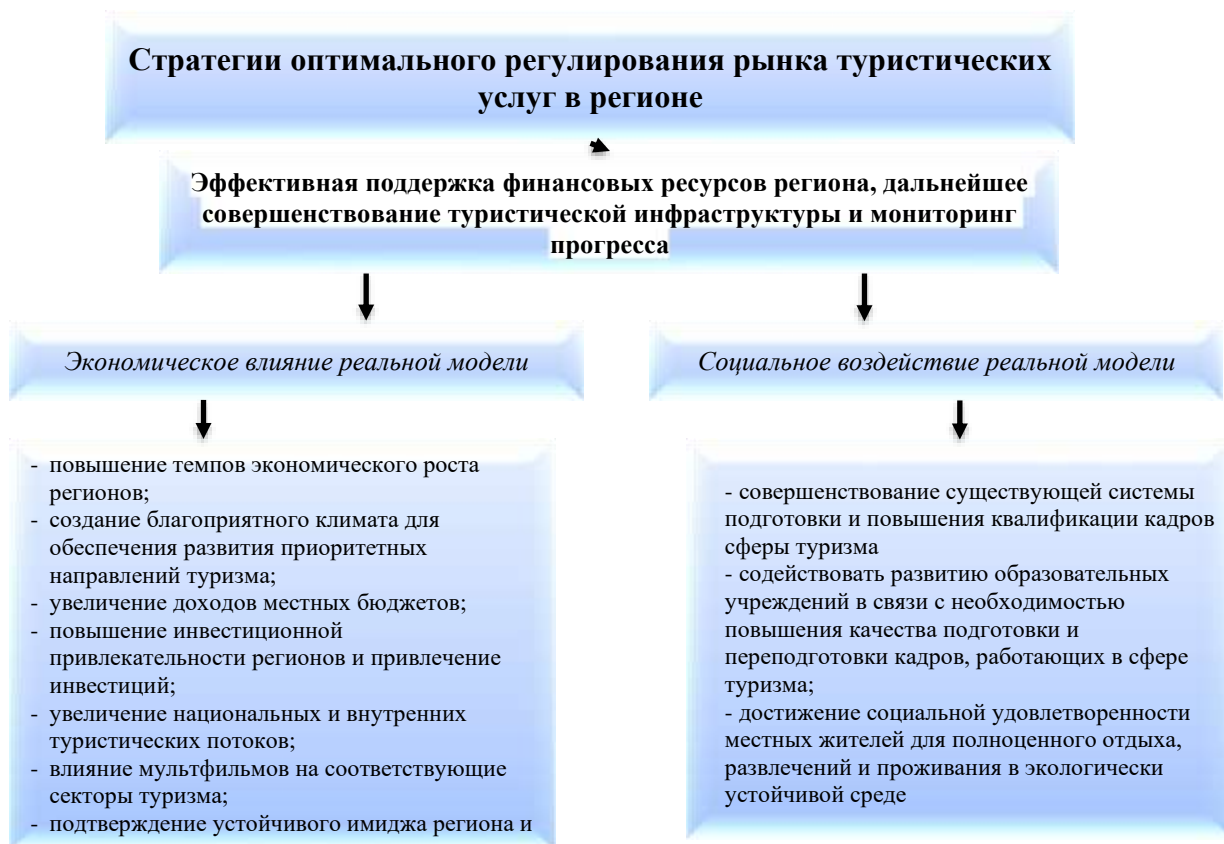 Стратегии оптимального регулирования рынка туристических
услуг в регионе
Эффективная поддержка финансовых ресурсов региона, дальнейшее
совершенствование туристической инфраструктуры и мониторинг
прогресса
Экономическое влияние реальной модели
Социальное воздействие реальной модели
- повышение темпов экономического роста
регионов;
- создание благоприятного климата для
обеспечения развития приоритетных
направлений туризма;
- увеличение доходов местных бюджетов;
- повышение инвестиционной
привлекательности регионов и привлечение
инвестиций;
- увеличение национальных и внутренних
туристических потоков;
- влияние мультфильмов на соответствующие
секторы туризма;
- подтверждение устойчивого имиджа региона и
- совершенствование существующей системы
подготовки и повышения квалификации кадров
сферы туризма
- содействовать развитию образовательных
учреждений в связи с необходимостью
повышения качества подготовки и
переподготовки кадров, работающих в сфере
туризма;
- достижение социальной удовлетворенности
местных жителей для полноценного отдыха,
развлечений и проживания в экологически
устойчивой среде